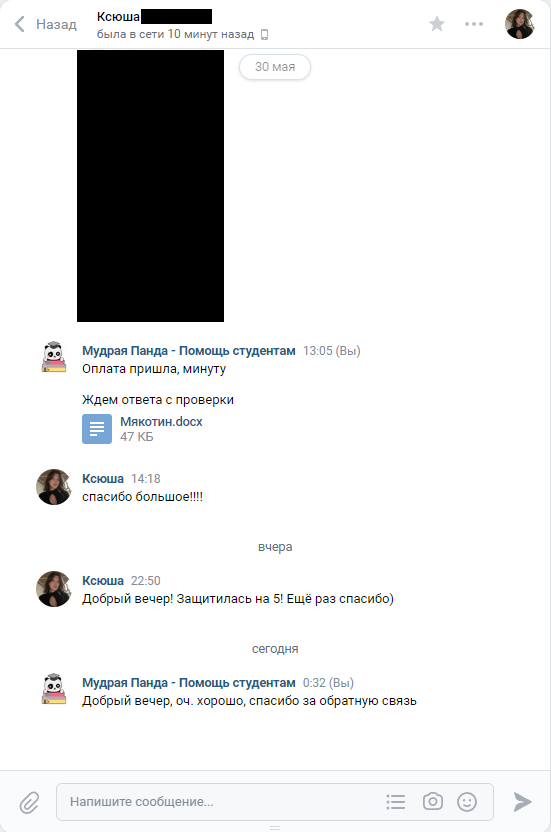 Назад
Ксюша
была в сети 10 минут назад
30 мая
Мудрая Панда - Помощь студентам 13:05 (Вы)
Оплата пришла, минуту
Ждем ответа с проверки
Мякотин.docx
47 КБ
Ксюша 14:18
спасибо большое!!!!
вчера
Ксюша 22:50
Добрый вечер! Защитилась на 5! Ещё раз спасибо)
сегодня
Мудрая Панда - Помощь студентам 0:32 (Вы)
Добрый вечер, оч. хорошо, спасибо за обратную связь
Напишите сообщение...